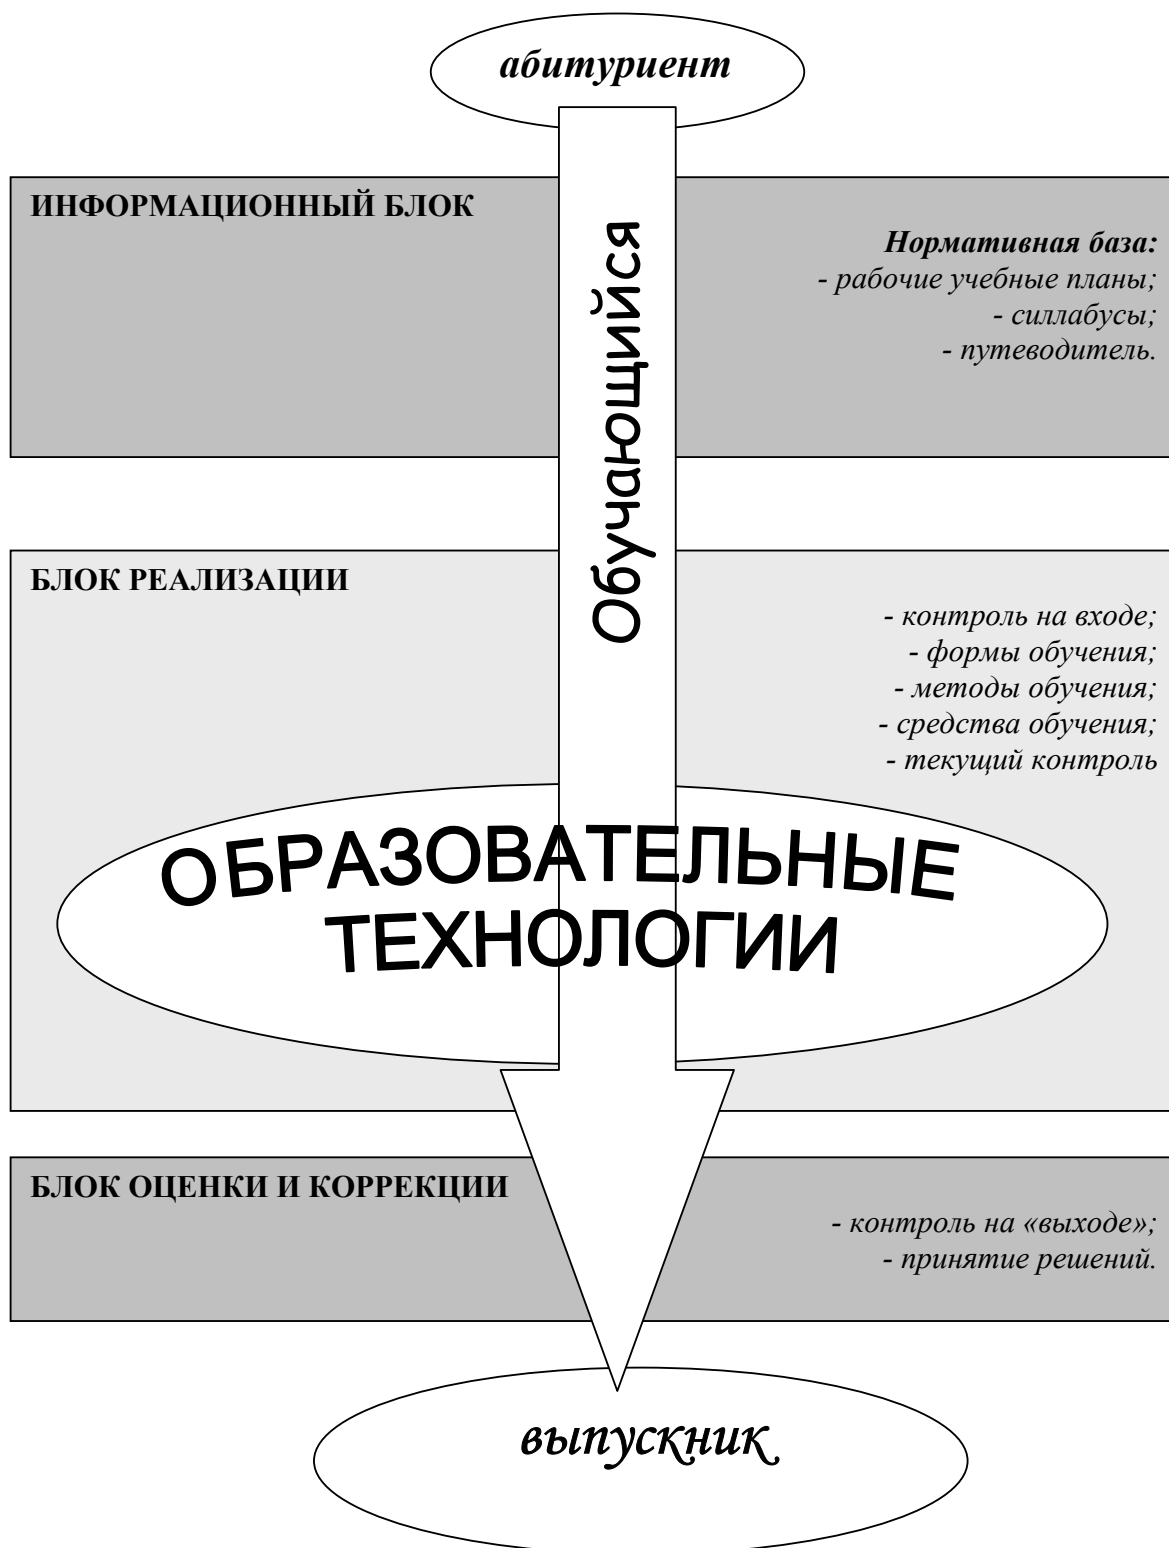 абитуриент
ИНФОРМАЦИОННЫЙ БЛОК
Нормативная база:
- рабочие учебные планы;
- силлабусы;
- путеводитель.
Обучающийся
БЛОК РЕАЛИЗАЦИИ
- контроль на входе;
- формы обучения;
- методы обучения;
- средства обучения;
- текущий контроль
ОБРАЗОВАТЕЛЬНЫЕ
ТЕХНОЛОГИИ
БЛОК ОЦЕНКИ И КОРРЕКЦИИ
- контроль на «выходе»;
- принятие решений.
выпускник